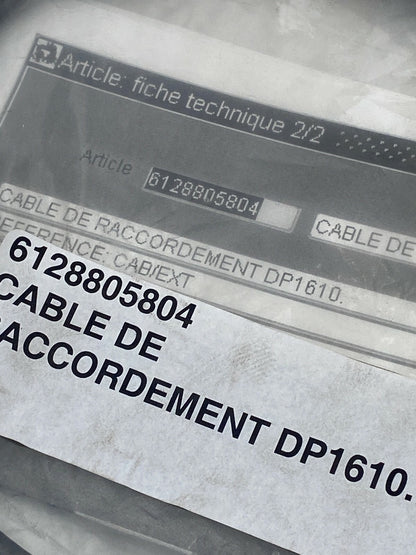 Article: fiche technique 2/2
Article 6128805804 CABLE DE
CABLE DE RACCORDEMENT DP1610.
REFERENCE: CABI/EXT
6128805804
CABLE DE
RACCORDEMENT DP1610.